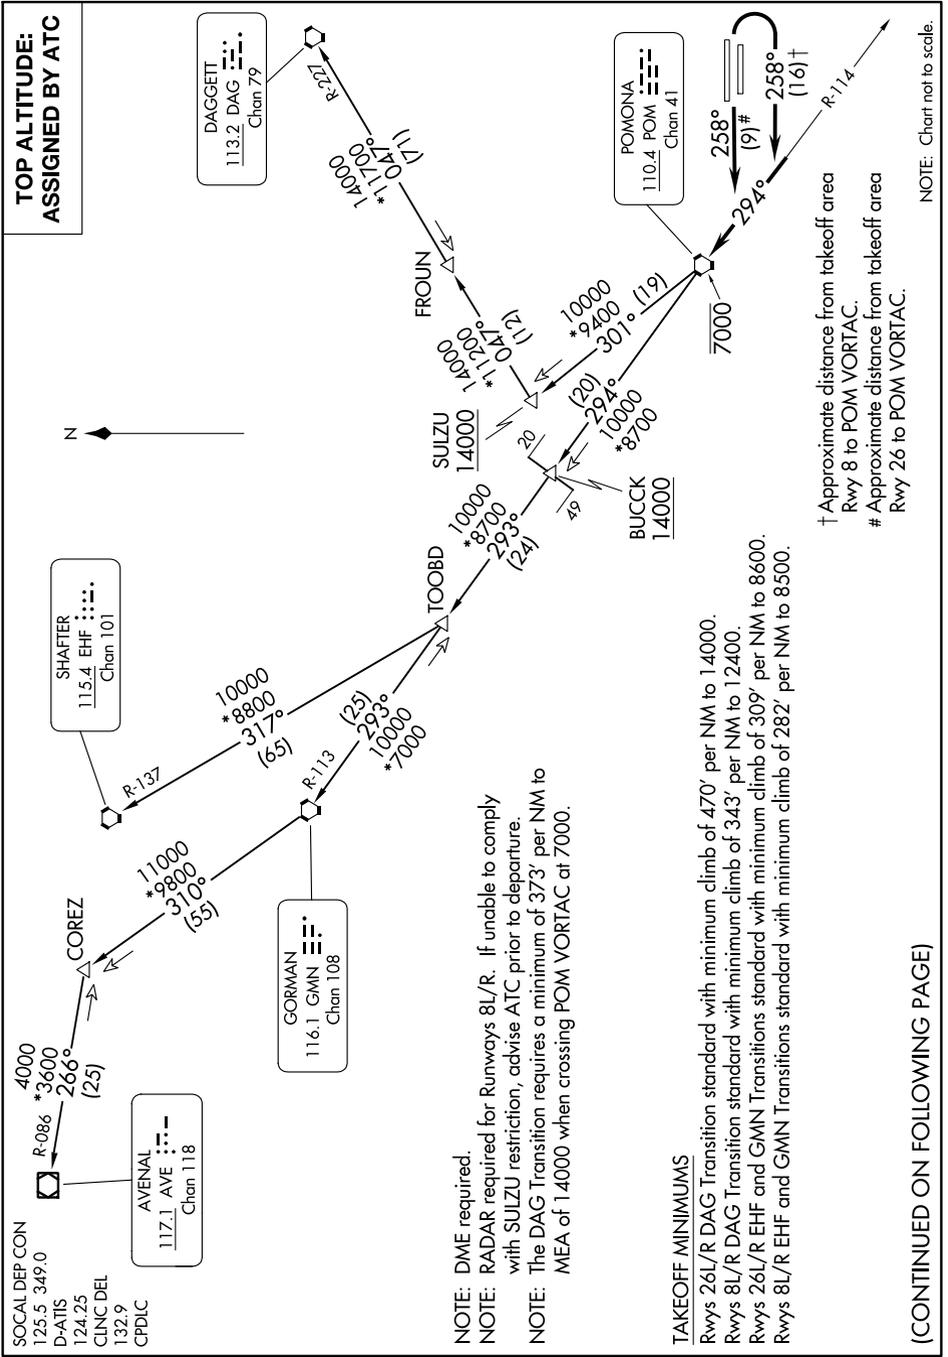 TOP ALTITUDE:
ASSIGNED BY ATC
SOCAL DEP CON
125.5 349.0
D-ATIS
124.25
CLNC DEL
132.9
CPDLC
AVENAL
117.1 AVE
Chan 118
R-086
4000
*3600
266°
(25)
COREZ
11000
*9800
310°
(55)
SHAFTER
115.4 EHF
Chan 101
R-137
10000
*8800
317°
(65)
GORMAN
116.1 GMN
Chan 108
R-113
(25)
293°
10000
*7000
TOOBD
10000
*8700
293°
(24)
N
SULZU
14000
20
49
BUCCK
14000
(20)
294°
10000
*8700
14000
*11200
047°
(12)
FROUN
14000
*11700
047°
(71)
R-227
DAGGETT
113.2 DAG
Chan 79
10000
*9400
301°
(19)
POMONA
110.4 POM
Chan 41
7000
258°
(9)#
258°
(16)†
294°
R-114
NOTE: DME required.
NOTE: RADAR required for Runways 8L/R. If unable to comply
with SULZU restriction, advise ATC prior to departure.
NOTE: The DAG Transition requires a minimum of 373' per NM to
MEA of 14000 when crossing POM VORTAC at 7000.
TAKEOFF MINIMUMS
Rwys 26L/R DAG Transition standard with minimum climb of 470' per NM to 14000.
Rwys 8L/R DAG Transition standard with minimum climb of 343' per NM to 12400.
Rwys 26L/R EHF and GMN Transitions standard with minimum climb of 309' per NM to 8600.
Rwys 8L/R EHF and GMN Transitions standard with minimum climb of 282' per NM to 8500.
† Approximate distance from takeoff area
Rwy 8 to POM VORTAC.
# Approximate distance from takeoff area
Rwy 26 to POM VORTAC.
NOTE: Chart not to scale.
(CONTINUED ON FOLLOWING PAGE)